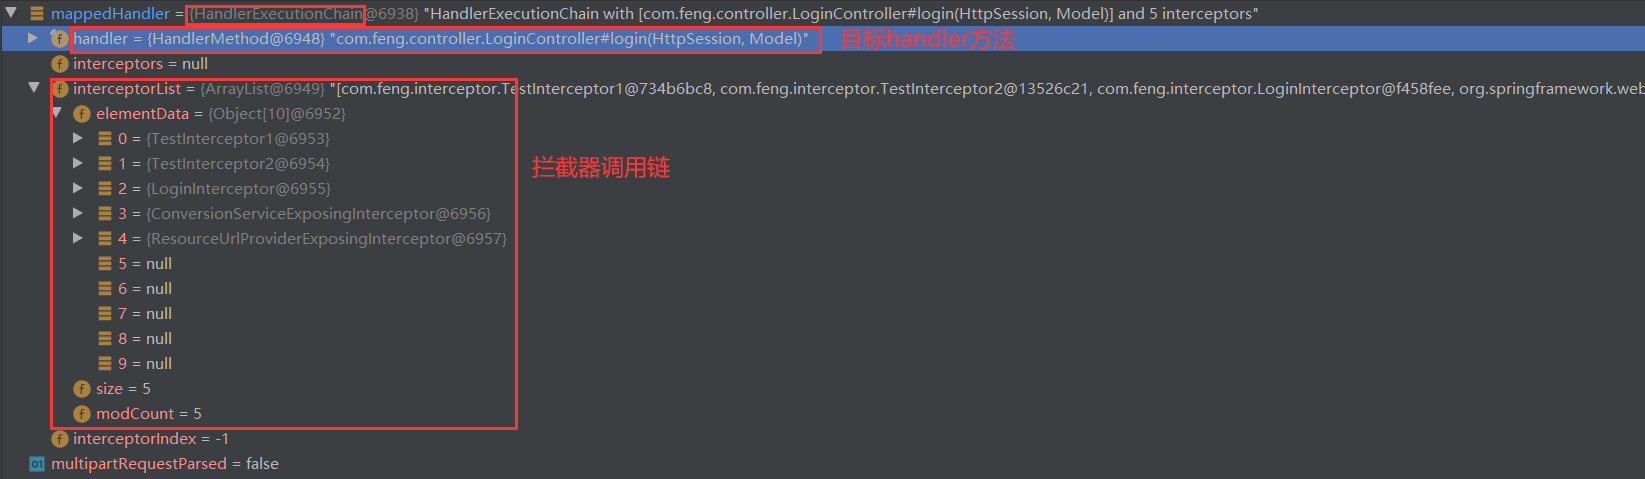 mappedHandler = {HandlerExecutionChain@6938} "HandlerExecutionChain with [com.feng.controller.LoginController#login(HttpSession, Model)] and 5 interceptors"
handler = {HandlerMethod@6948} "com.feng.controller.LoginController#login(HttpSession, Model)" 目标handler方法
interceptors = null
interceptorList = {ArrayList@6949} "[com.feng.interceptor.TestInterceptor1@734b6bc8, com.feng.interceptor.TestInterceptor2@13526c21, com.feng.interceptor.LoginInterceptor@f458fee, org.springframework.web
elementData = {Object[10]@6952}
0 = {TestInterceptor1@6953}
1 = {TestInterceptor2@6954}
拦截器调用链
2 = {LoginInterceptor@6955}
3 = {ConversionServiceExposingInterceptor@6956}
4 = {ResourceUrlProviderExposingInterceptor@6957}
5 = null
6 = null
7 = null
8 = null
9 = null
size = 5
modCount = 5
interceptorIndex = -1
multipartRequestParsed = false